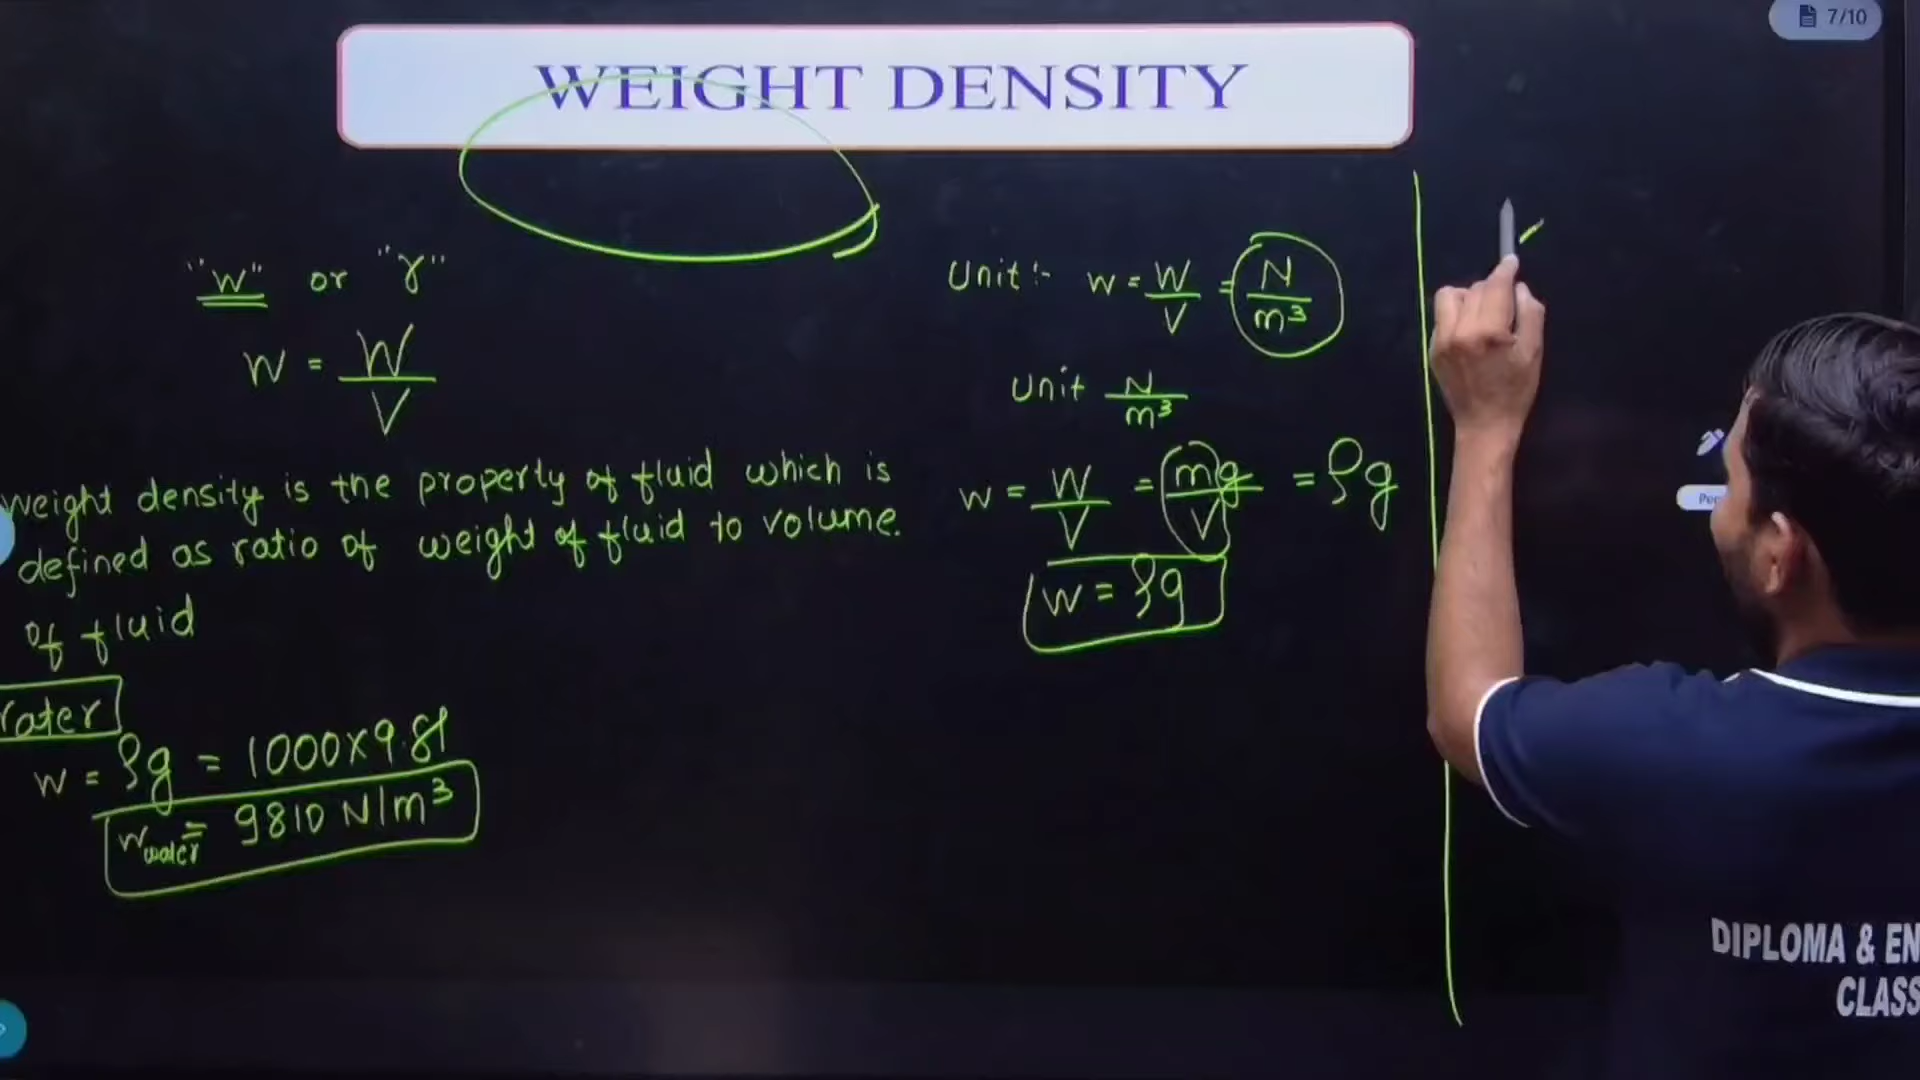 7/10
WEIGHT DENSITY
"w" or "γ"
w = W/V
weight density is the property of fluid which is
defined as ratio of weight of fluid to volume.
of fluid
w = ρg = 1000×9.81
w water = 9810 N/m³
Unit:- w = W/V = N/m³
Unit N/m³
w = W/V = mg/V = ρg
w = ρg
DIPLOMA & EN
CLASS